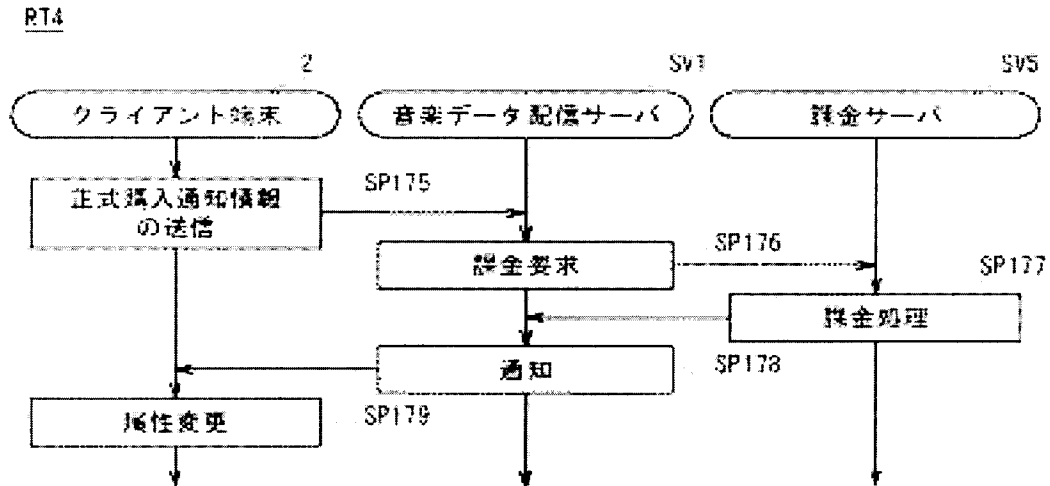 RT4
2
SV1
SV5
クライアント端末
音楽データ配信サーバ
課金サーバ
正式購入通知情報
の送信
SP175
課金要求
SP176
SP177
課金処理
通知
SP178
属性変更
SP179